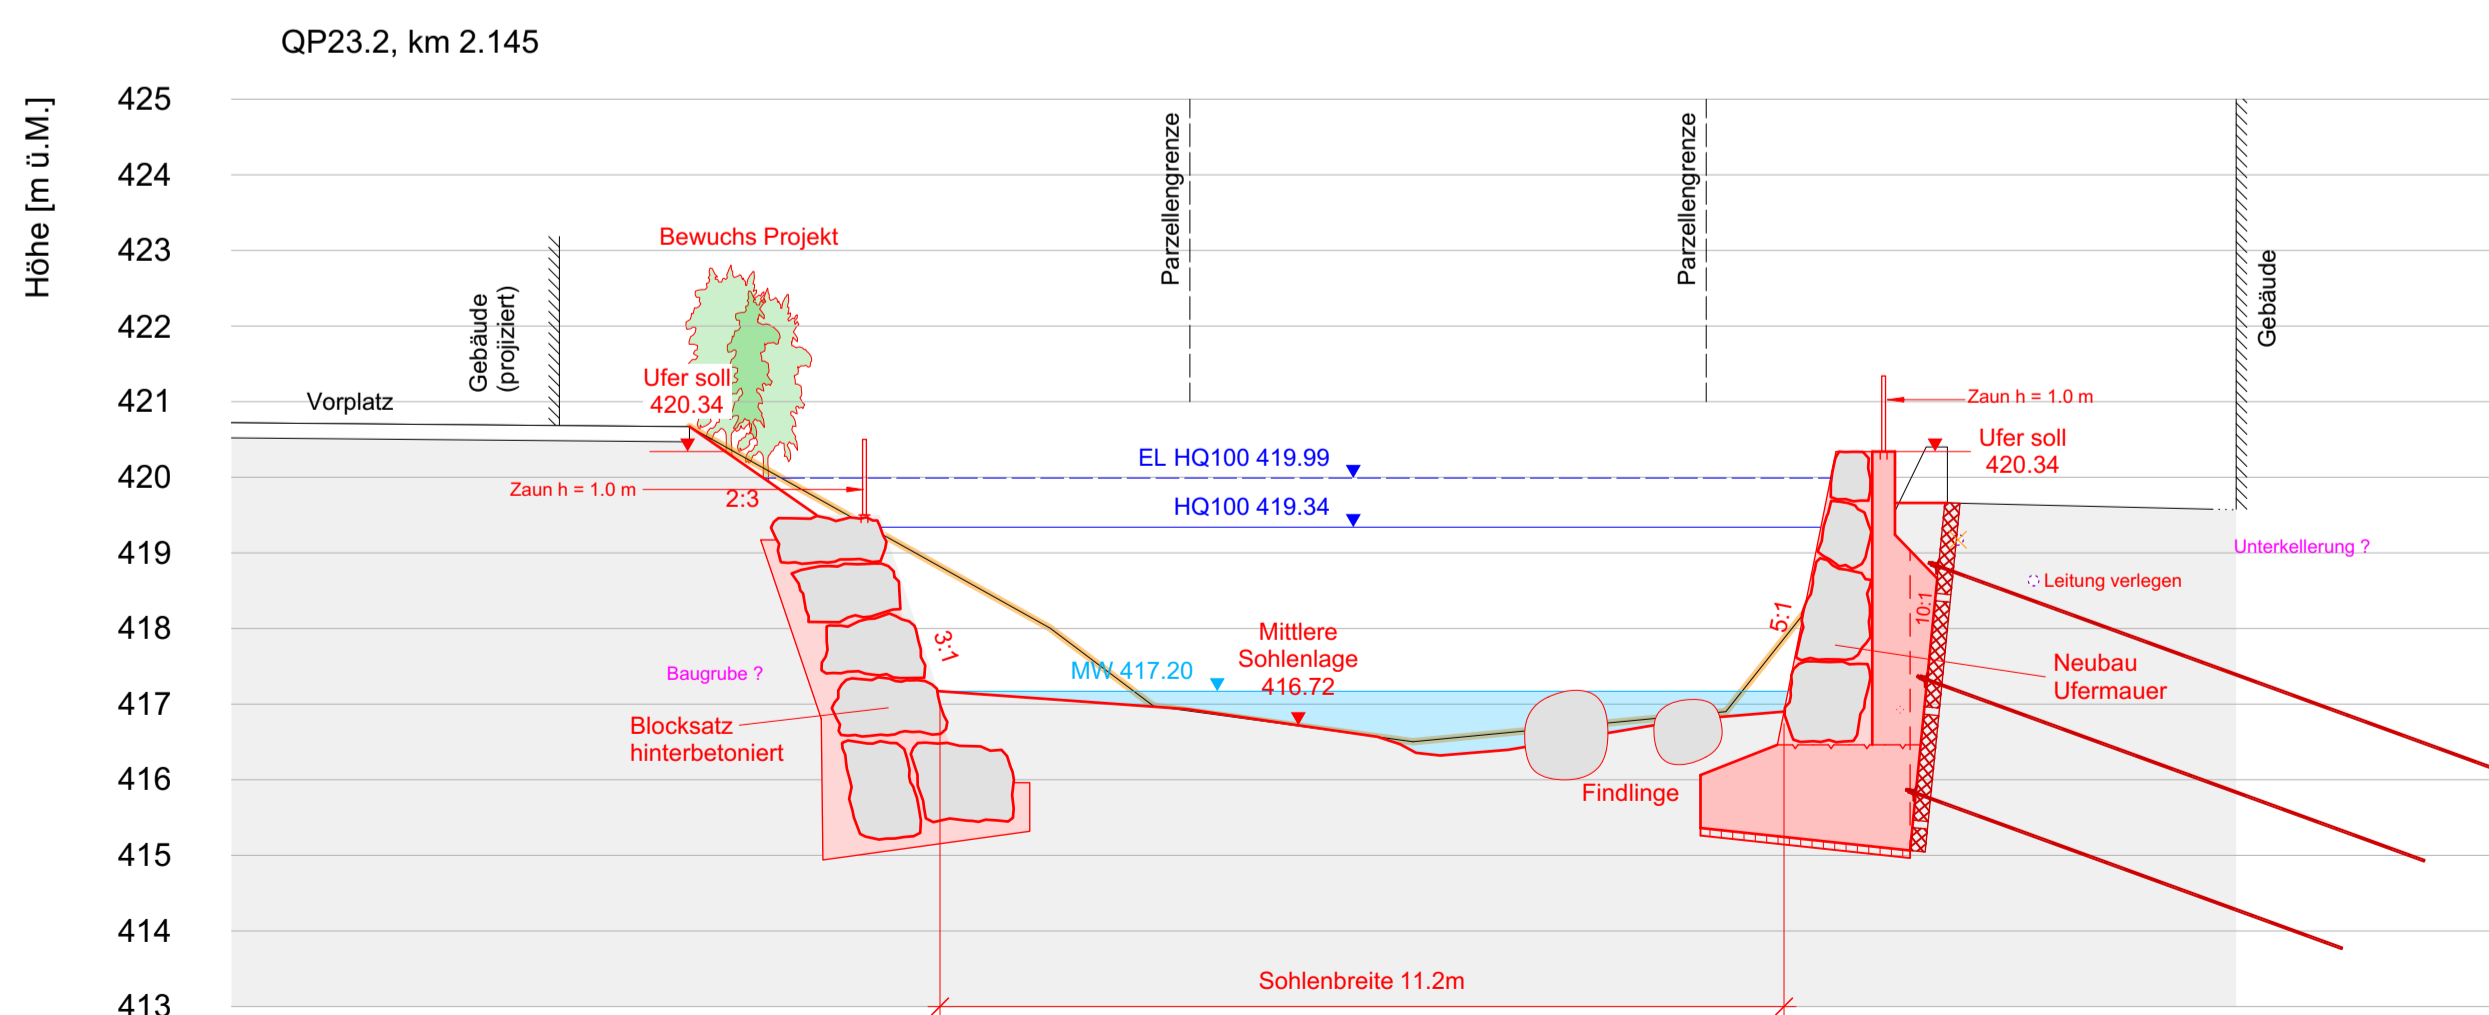 QP23.2, km 2.145
Höhe [m ü.M.]
425
424
423
422
421
420
419
418
417
416
415
414
413
Parzellengrenze
Parzellengrenze
Bewuchs Projekt
Gebäude
(projiziert)
Gebäude
Vorplatz
Ufer soll
420.34
Zaun h = 1.0 m
Ufer soll
420.34
EL HQ100 419.99
Zaun h = 1.0 m
2:3
HQ100 419.34
Unterkellerung ?
Leitung verlegen
10:1
5:1
3:1
Mittlere
Sohlenlage
416.72
MW 417.20
Baugrube ?
Neubau
Ufermauer
Blocksatz
hinterbetoniert
Findlinge
Sohlenbreite 11.2m